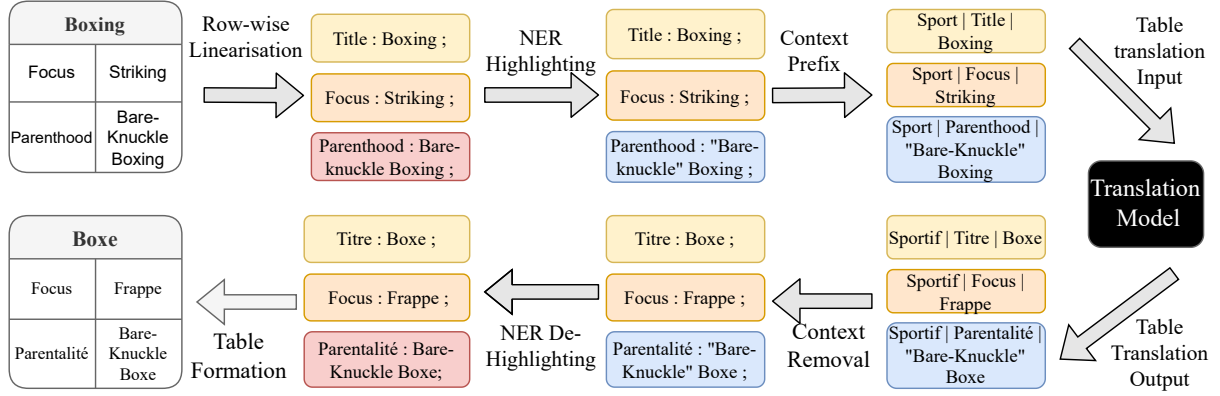 Boxing
Focus
Striking
Parenthood
Bare-
Knuckle
Boxing
Row-wise
Linearisation
Title : Boxing ;
Focus : Striking ;
Parenthood : Bare-
knuckle Boxing ;
NER
Highlighting
Title : Boxing ;
Focus : Striking ;
Parenthood : "Bare-
knuckle" Boxing ;
Context
Prefix
Sport | Title |
Boxing
Sport | Focus |
Striking
Sport | Parenthood |
"Bare-Knuckle"
Boxing
Table
translation
Input
Translation
Model
Table
Translation
Output
Sportif | Titre | Boxe
Sportif | Focus |
Frappe
Sportif | Parentalité |
"Bare-Knuckle"
Boxe
Context
Removal
Titre : Boxe ;
Focus : Frappe ;
Parentalité : "Bare-
Knuckle" Boxe ;
NER De-
Highlighting
Titre : Boxe ;
Focus : Frappe ;
Parentalité : Bare-
Knuckle Boxe;
Table
Formation
Boxe
Focus
Frappe
Parentalité
Bare-
Knuckle
Boxe